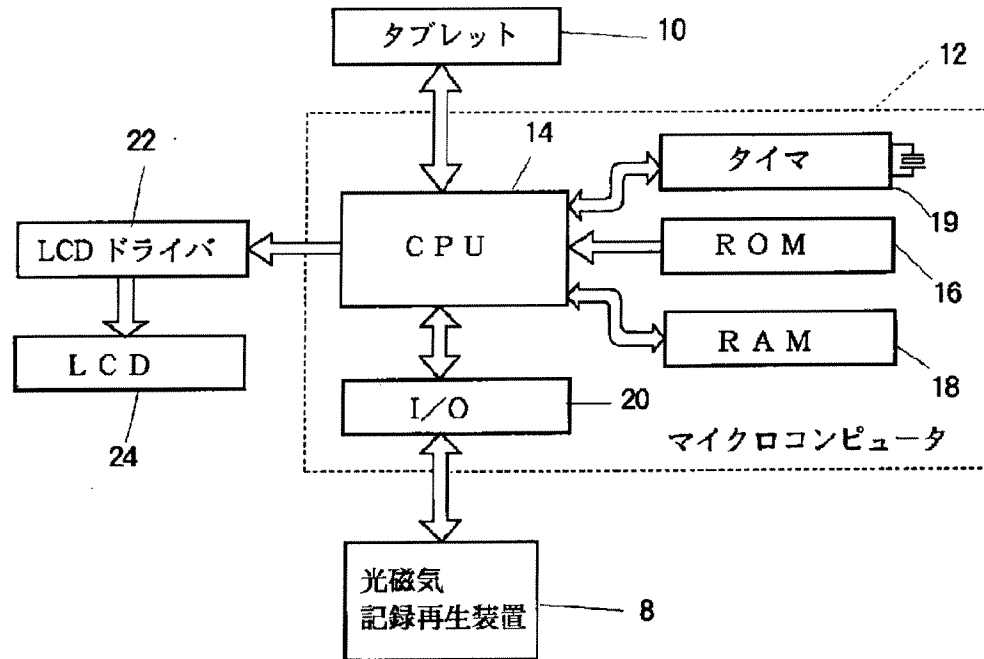 タブレット
10
12
22
14
タイマ
19
LCD ドライバ
CPU
ROM
16
LCD
24
RAM
18
I/O
20
マイクロコンピュータ
光磁気
記録再生装置
8